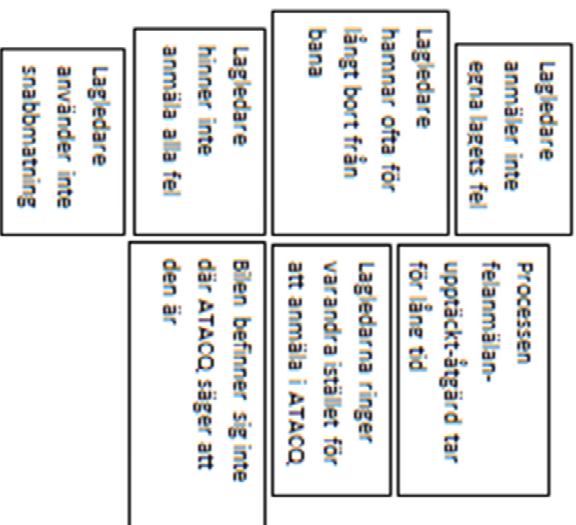 Lagledare
anmäler inte
egna lagets fel
Lagledare
hamnar ofta för
långt bort från
bana
Lagledare
hinner inte
anmäla alla fel
Lagledare
använder inte
snabbmatning
Processen
felanmälan-
upptäckt-åtgärd tar
för lång tid
Lagledarna ringer
varandra istället för
att anmäla i ATACQ
Bilen befinner sig inte
där ATACQ säger att
den är